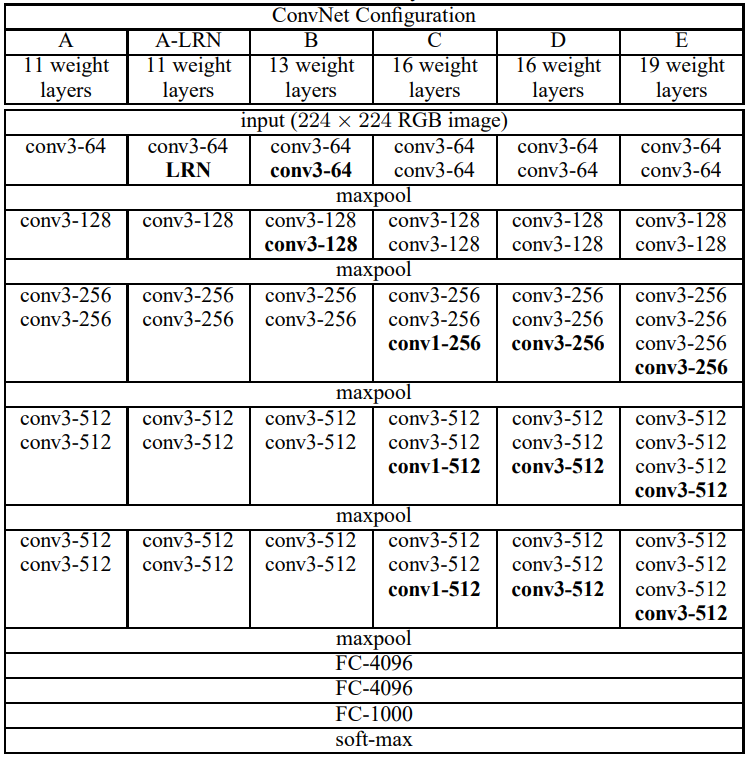 ConvNet Configuration
A A-LRN B C D E
11 weight 11 weight 13 weight 16 weight 16 weight 19 weight
layers layers layers layers layers layers
input (224 × 224 RGB image)
conv3-64 conv3-64 conv3-64 conv3-64 conv3-64 conv3-64
LRN conv3-64 conv3-64 conv3-64 conv3-64
maxpool
conv3-128 conv3-128 conv3-128 conv3-128 conv3-128 conv3-128
conv3-128 conv3-128 conv3-128 conv3-128
maxpool
conv3-256 conv3-256 conv3-256 conv3-256 conv3-256 conv3-256
conv3-256 conv3-256 conv3-256 conv3-256 conv3-256 conv3-256
conv1-256 conv3-256 conv3-256
conv3-256
maxpool
conv3-512 conv3-512 conv3-512 conv3-512 conv3-512 conv3-512
conv3-512 conv3-512 conv3-512 conv3-512 conv3-512 conv3-512
conv1-512 conv3-512 conv3-512
conv3-512
maxpool
conv3-512 conv3-512 conv3-512 conv3-512 conv3-512 conv3-512
conv3-512 conv3-512 conv3-512 conv3-512 conv3-512 conv3-512
conv1-512 conv3-512 conv3-512
conv3-512
maxpool
FC-4096
FC-4096
FC-1000
soft-max